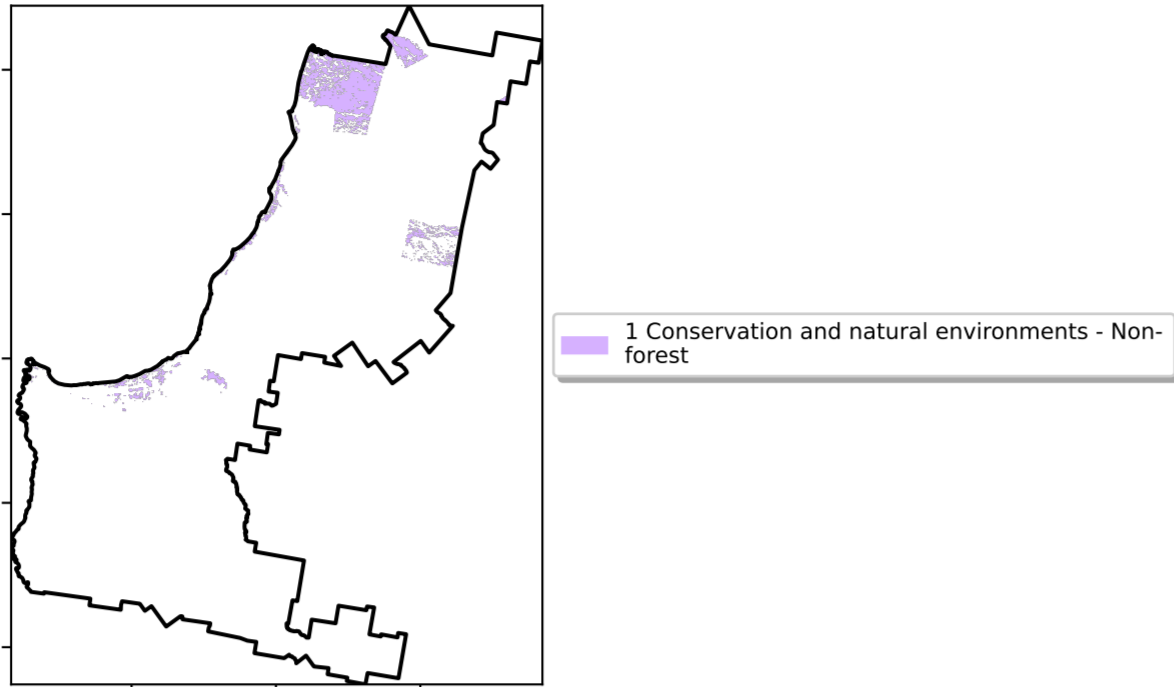 1 Conservation and natural environments - Non-
forest